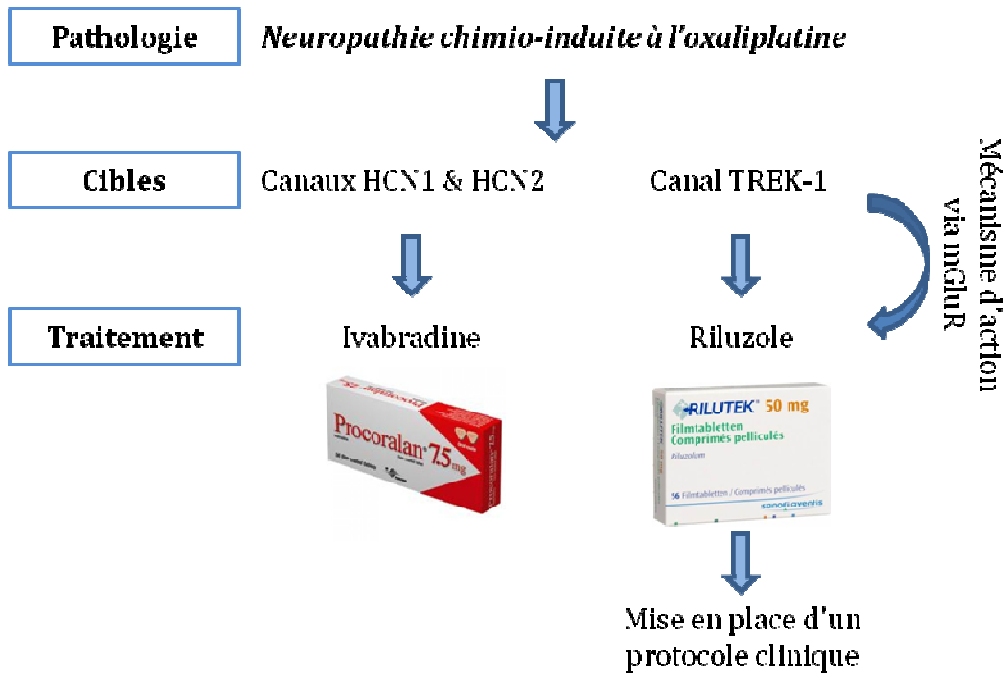 Pathologie
Neuropathie chimio-induite à l'oxaliplatine
Cibles
Canaux HCN1 & HCN2
Canal TREK-1
Mécanisme d'action
via mGluR
Traitement
Ivabradine
Riluzole
Procoralan 7.5 mg
RILUTEK® 50 mg
Filmtabletten
Comprimés pelliculés
Riluzolum
56 Filmtabletten / Comprimés pelliculés
sanofi aventis
Mise en place d'un
protocole clinique